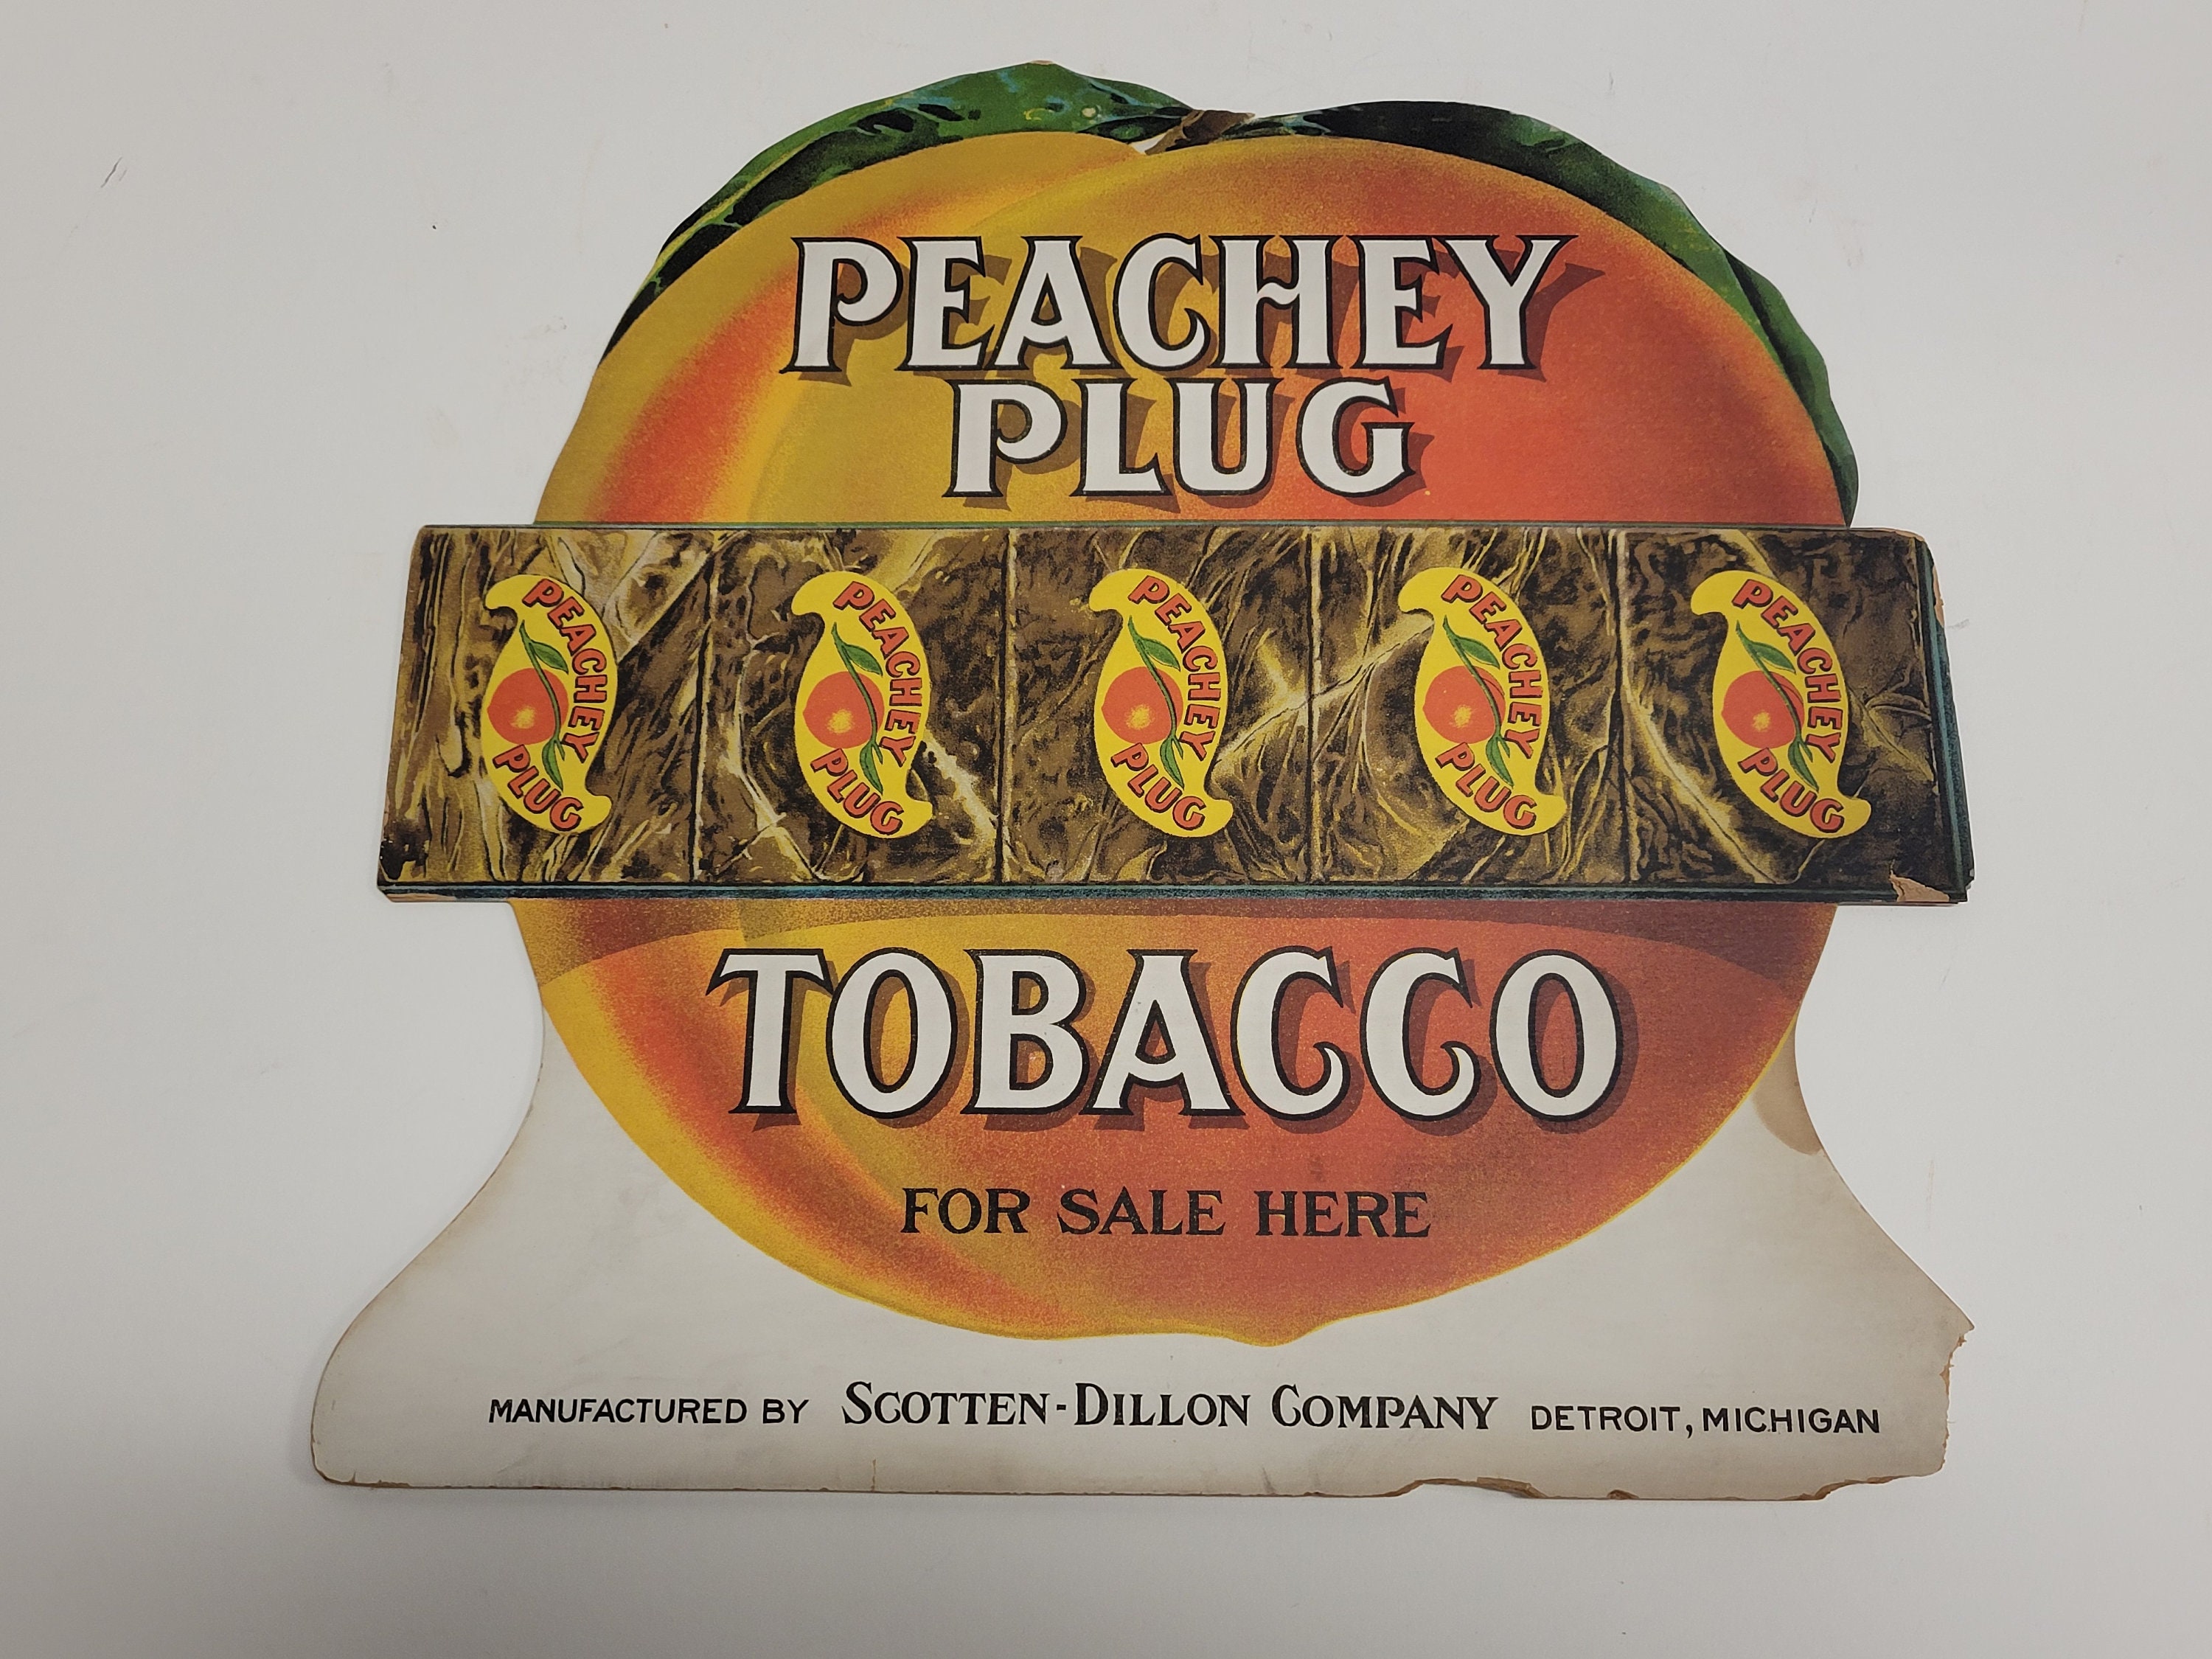 PEACHEY
PLUG
PEACHEY PLUG
PEACHEY PLUG
PEACHEY PLUG
PEACHEY PLUG
PEACHEY PLUG
TOBACCO
FOR SALE HERE
MANUFACTURED BY SCOTTEN-DILLON COMPANY DETROIT, MICHIGAN